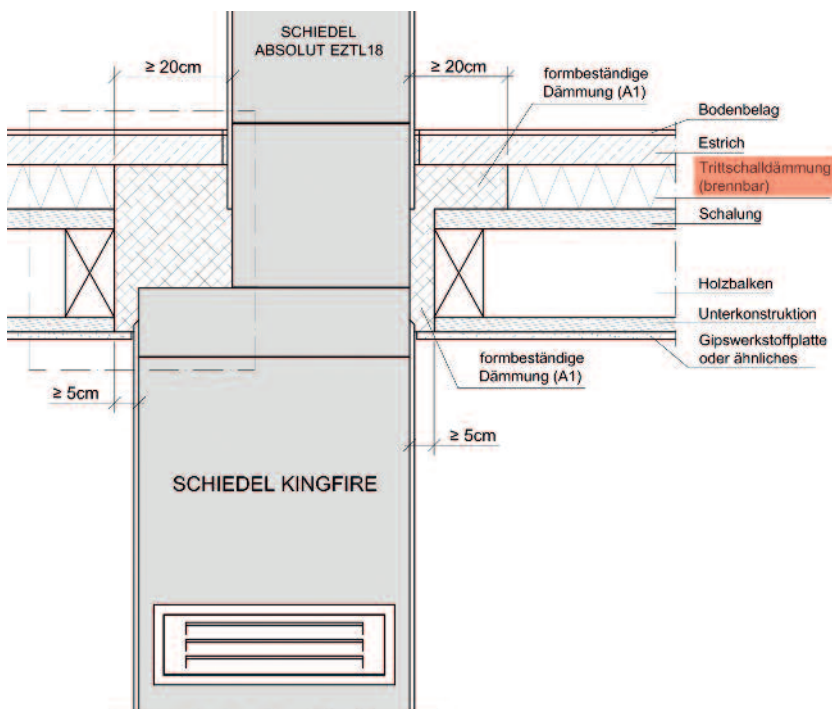 SCHIEDEL
ABSOLUT EZTL18
≥ 20cm
≥ 20cm
formbeständige
Dämmung (A1)
Bodenbelag
Estrich
Trittschalldämmung
(brennbar)
Schalung
Holzbalken
Unterkonstruktion
Gipswerkstoffplatte
oder ähnliches
formbeständige
Dämmung (A1)
≥ 5cm
≥ 5cm
SCHIEDEL KINGFIRE